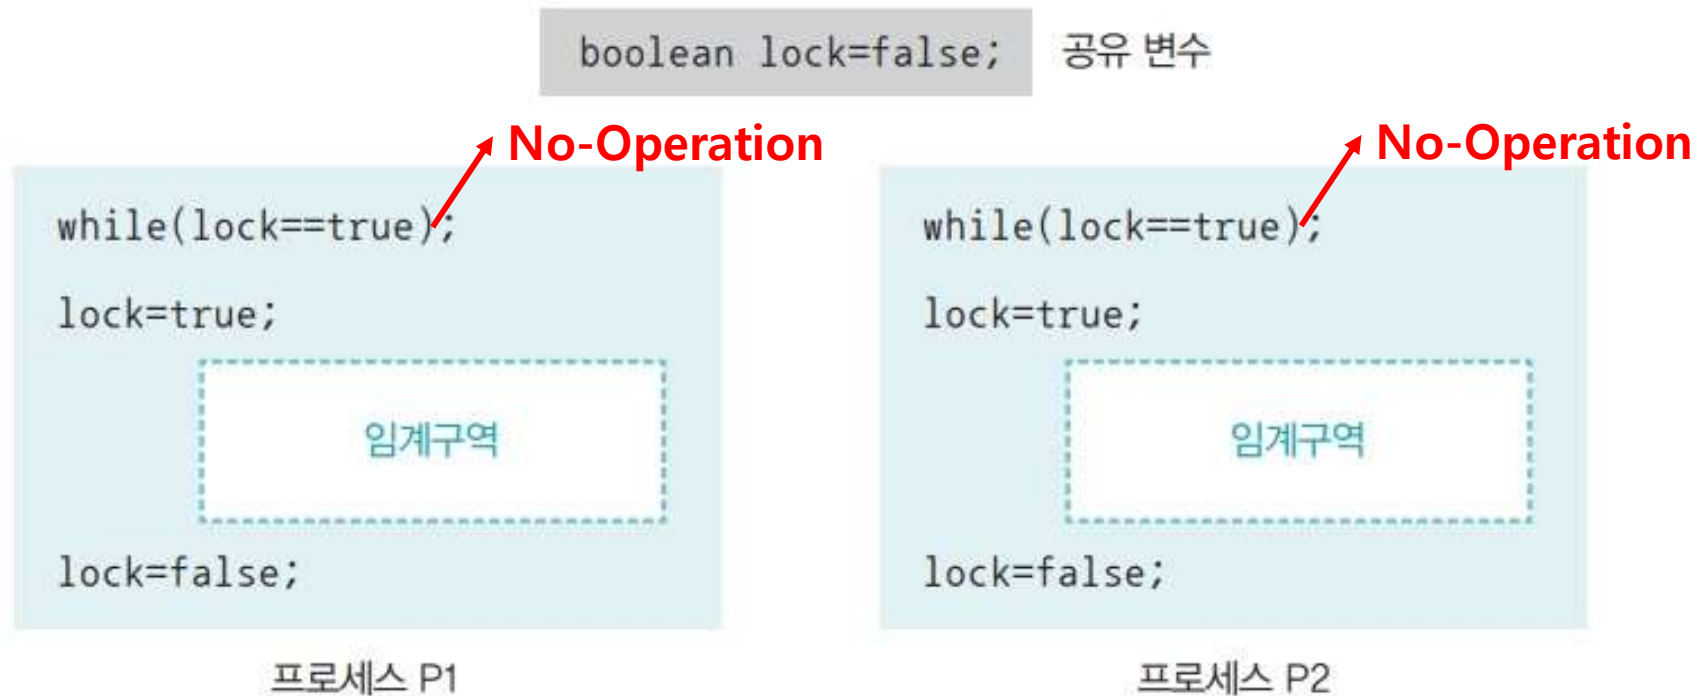 boolean lock=false; 공유 변수
No-Operation
while(lock==true);
lock=true;
임계구역
lock=false;
프로세스 P1
No-Operation
while(lock==true);
lock=true;
임계구역
lock=false;
프로세스 P2